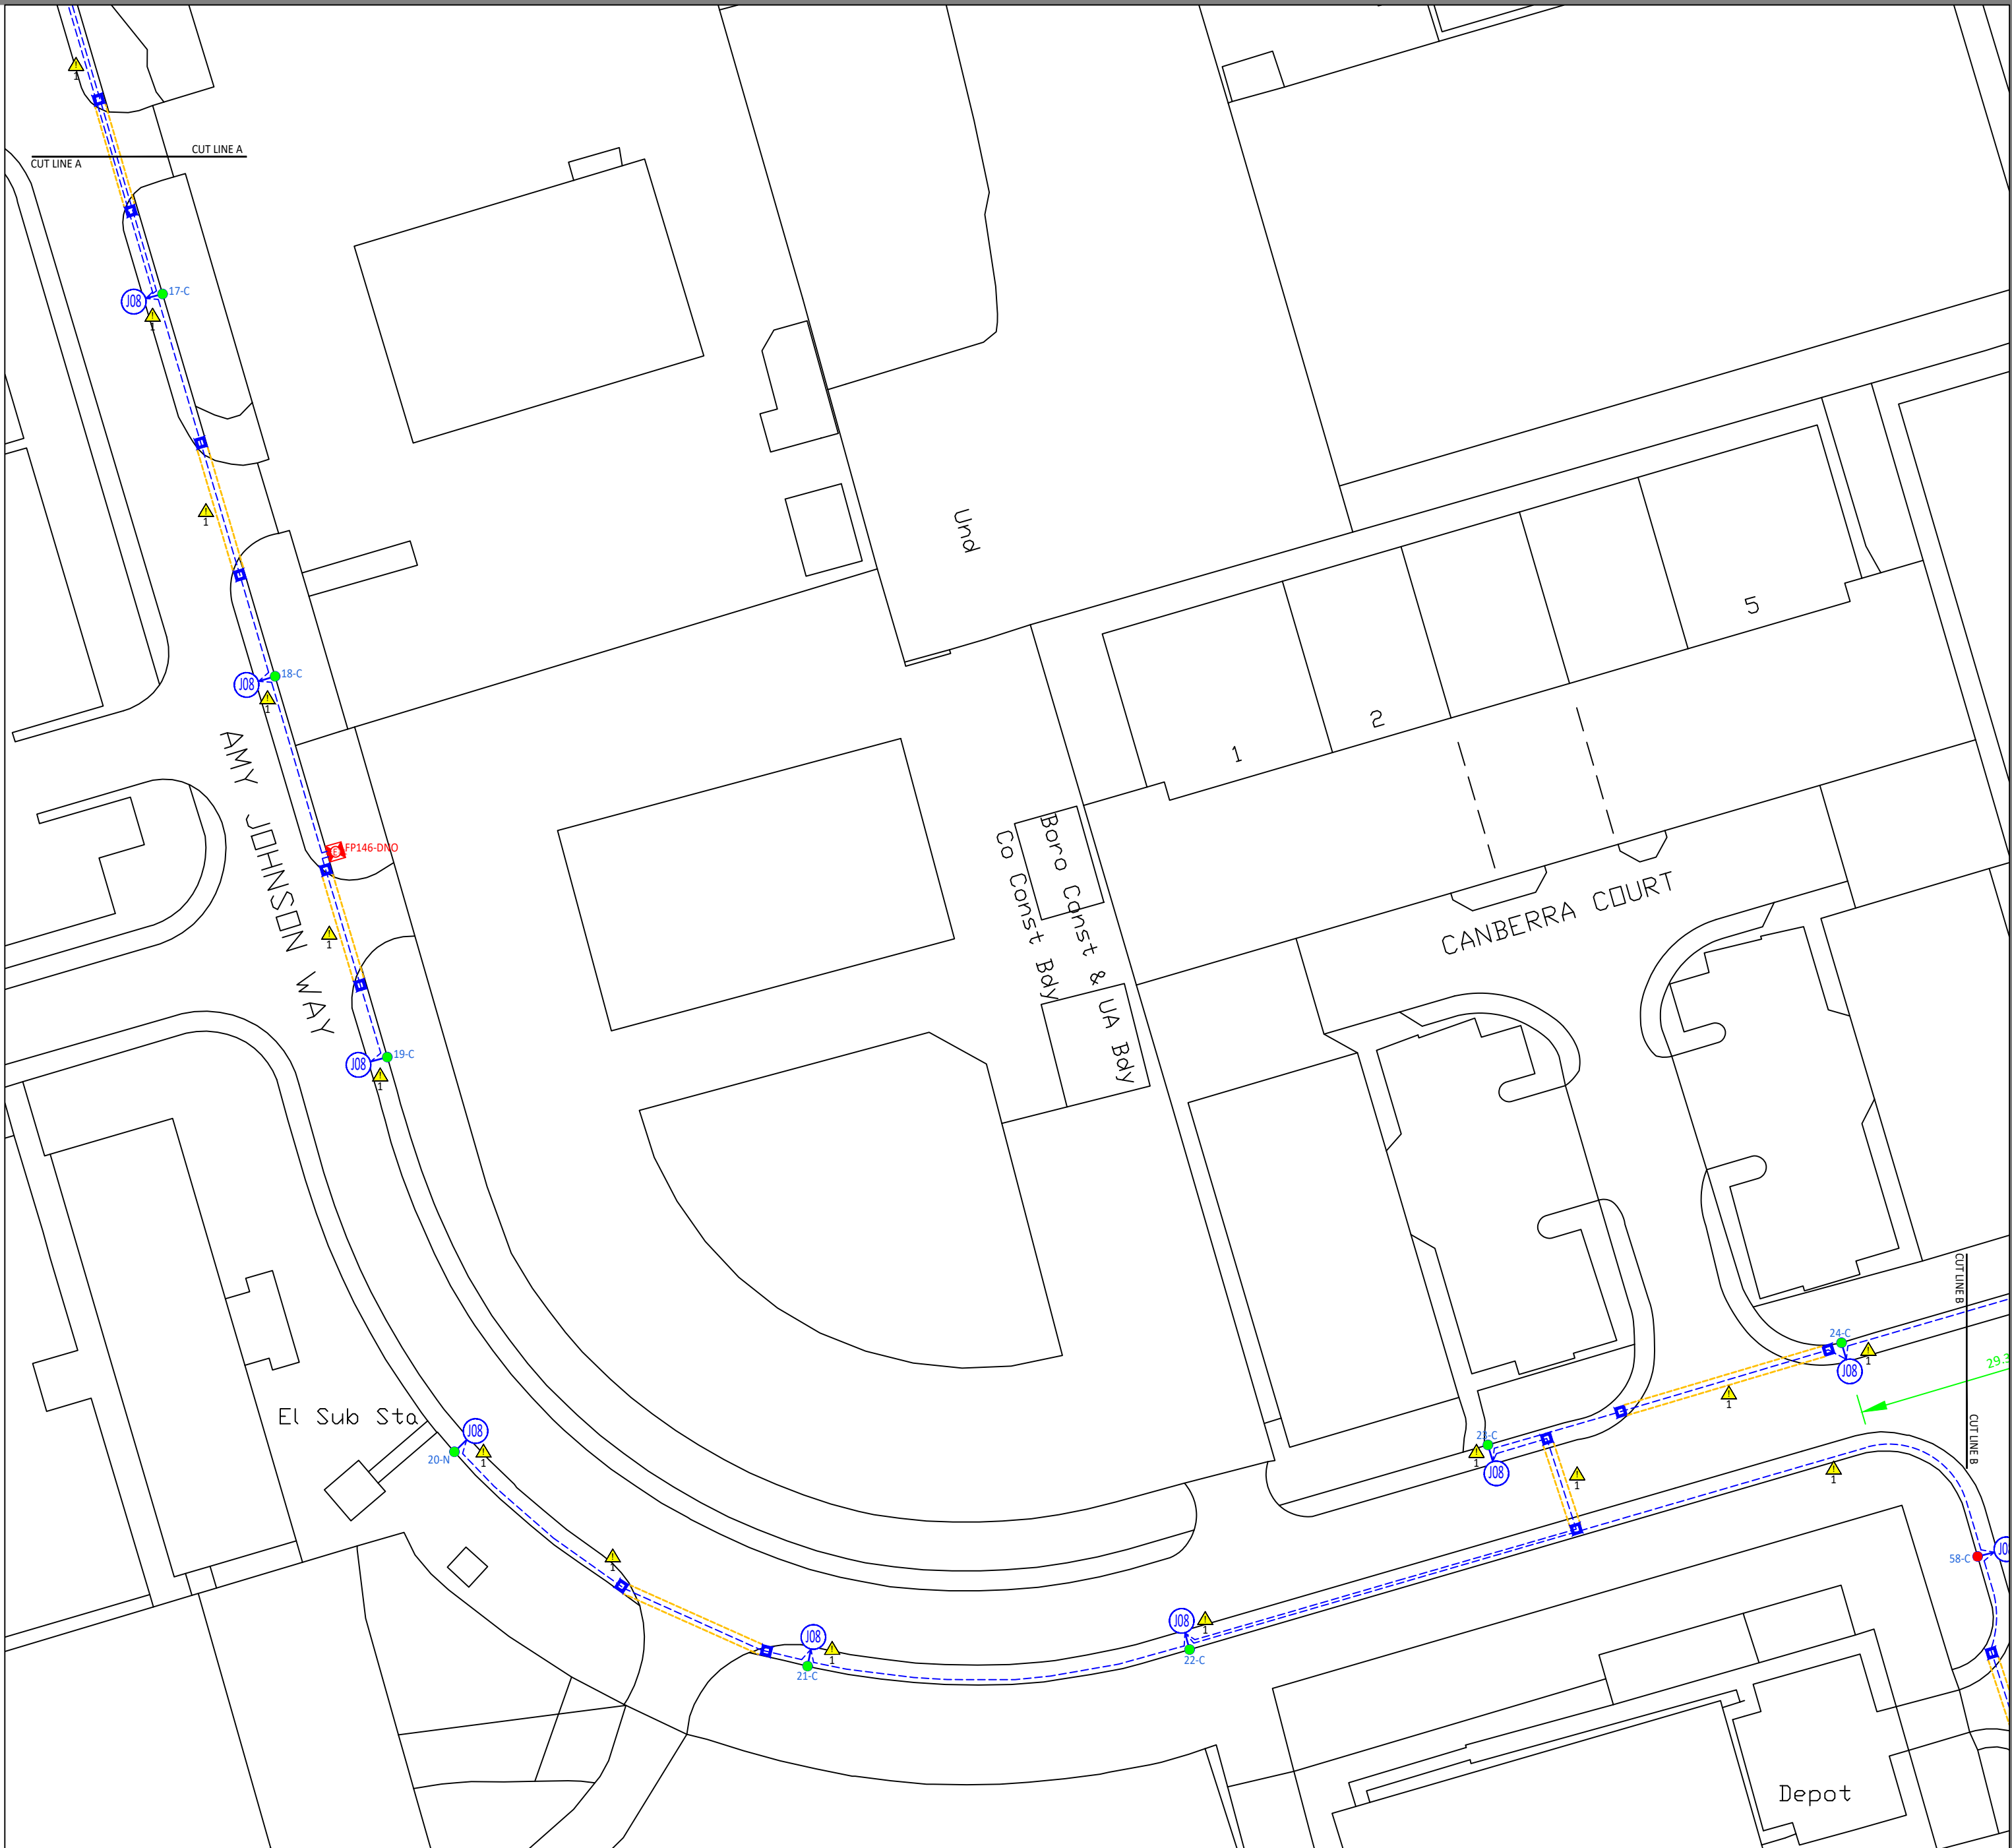 1
CUT LINE A
CUT LINE A
17-C
J08
1
Und
1
5
18-C
J08
1
2
1
AMY JOHNSON WAY
FP146-DNO
Boro Const & UA Bdy
Co Const Bdy
CANBERRA COURT
1
19-C
J08
1
CUT LINE B
24-C
1
J08
29.3
1
El Sub Sta
J08
20-N
1
23-C
1
J08
CUT LINE B
1
1
58-C
J08
1
J08
1
22-C
J08
1
21-C
Depot